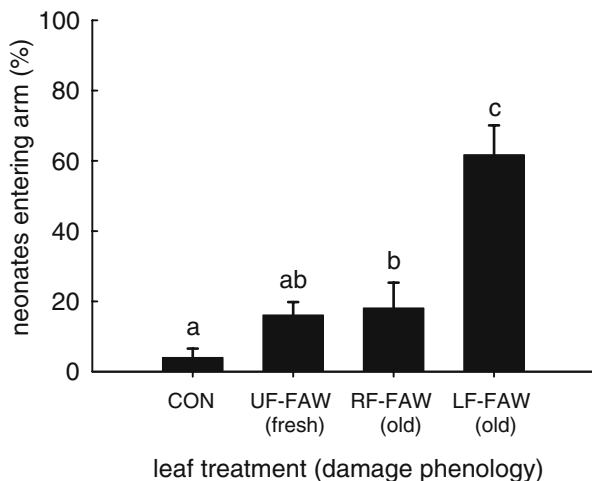 neonates entering arm (%)
100
80
60
40
20
0
a
ab
b
c
CON UF-FAW RF-FAW LF-FAW
(fresh) (old) (old)
leaf treatment (damage phenology)